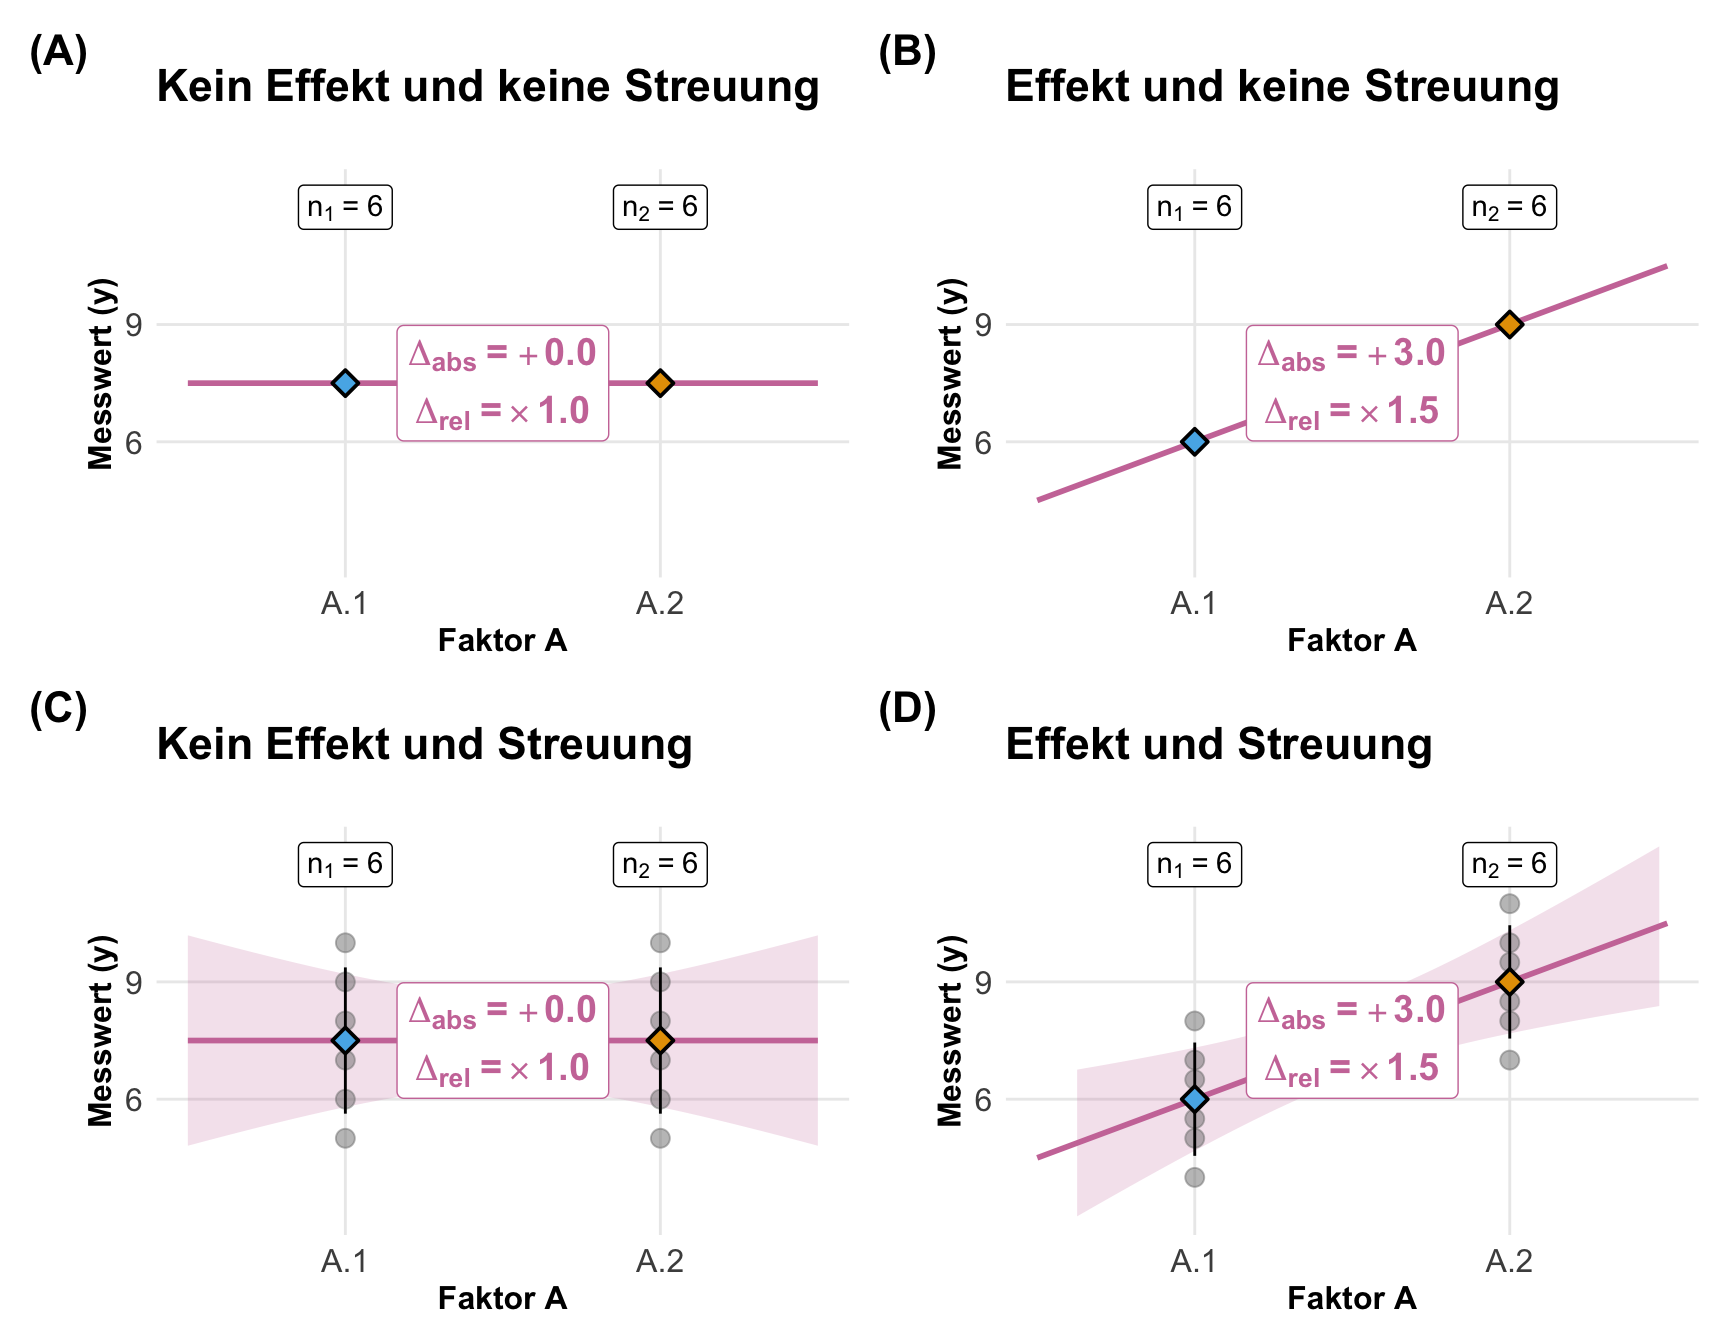 (A)
Kein Effekt und keine Streuung
n₁ = 6
n₂ = 6
Messwert (y)
9
6
Δabs = + 0.0
Δrel = × 1.0
A.1
A.2
Faktor A
(B)
Effekt und keine Streuung
n₁ = 6
n₂ = 6
Messwert (y)
9
6
Δabs = + 3.0
Δrel = × 1.5
A.1
A.2
Faktor A
(C)
Kein Effekt und Streuung
n₁ = 6
n₂ = 6
Messwert (y)
9
6
Δabs = + 0.0
Δrel = × 1.0
A.1
A.2
Faktor A
(D)
Effekt und Streuung
n₁ = 6
n₂ = 6
Messwert (y)
9
6
Δabs = + 3.0
Δrel = × 1.5
A.1
A.2
Faktor A